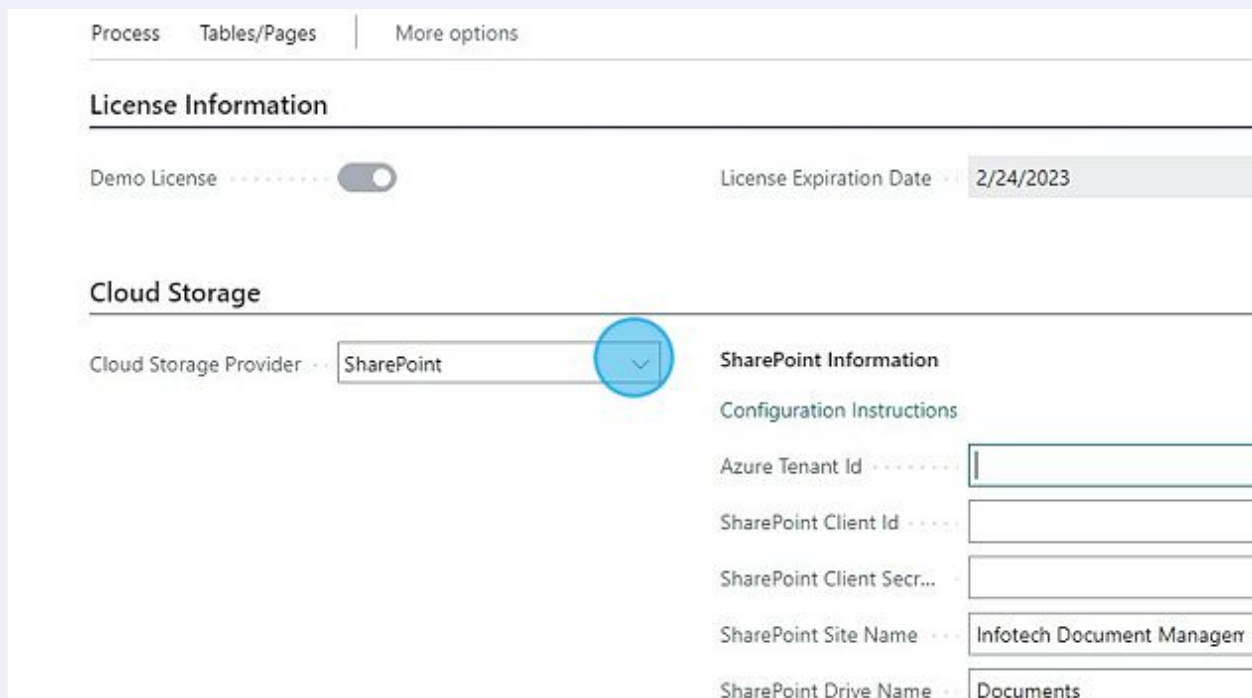 Process Tables/Pages More options
License Information
Demo License License Expiration Date 2/24/2023
Cloud Storage
Cloud Storage Provider SharePoint SharePoint Information
Configuration Instructions
Azure Tenant Id
SharePoint Client Id
SharePoint Client Secr...
SharePoint Site Name Infotech Document Managem
SharePoint Drive Name Documents